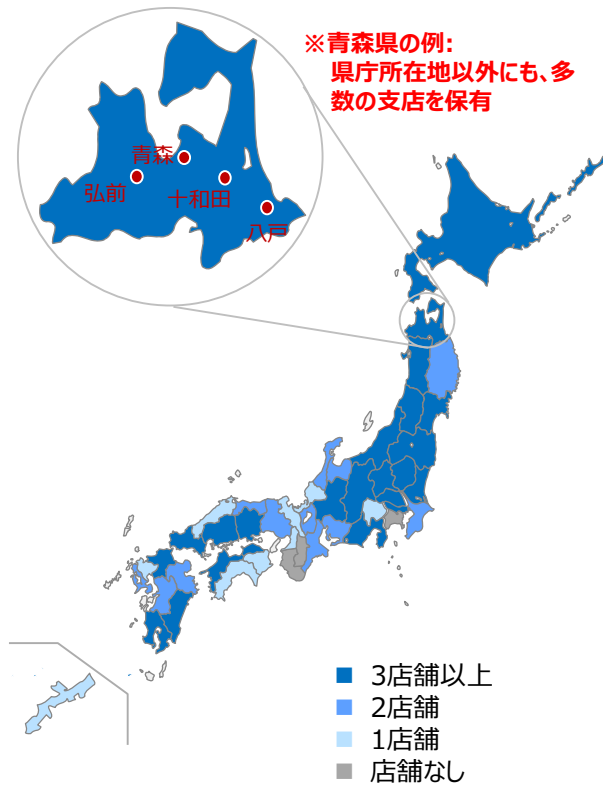 ※青森県の例:
県庁所在地以外にも、多
数の支店を保有
青森
弘前
十和田
八戸
3店舗以上
2店舗
1店舗
店舗なし